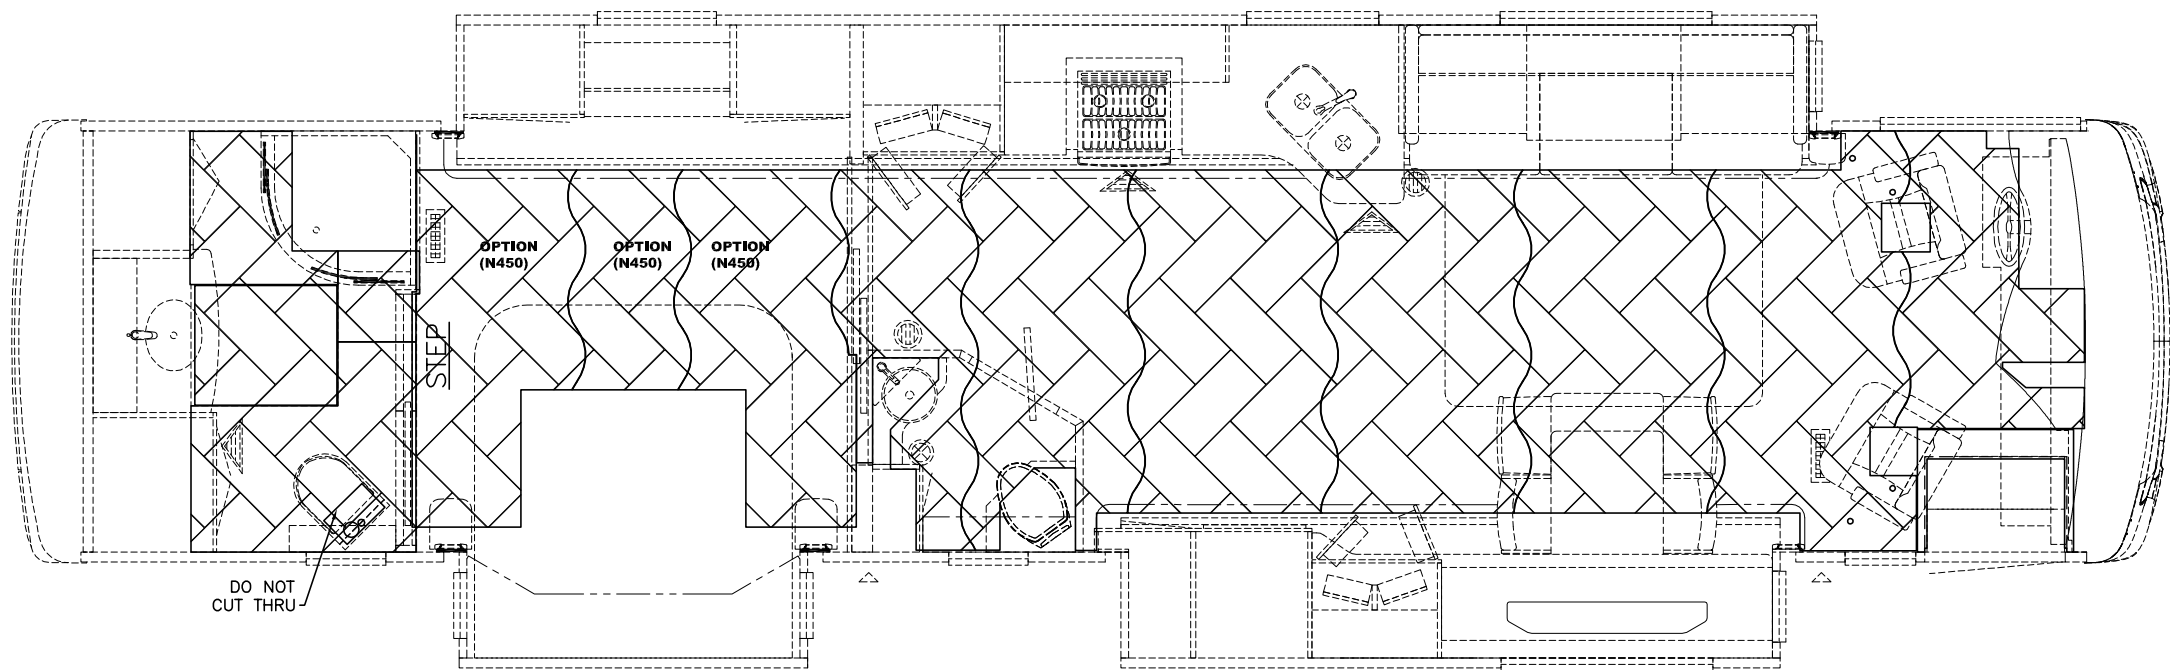 OPTION
(N450)
OPTION
(N450)
OPTION
(N450)
STEP
DO NOT
CUT THRU